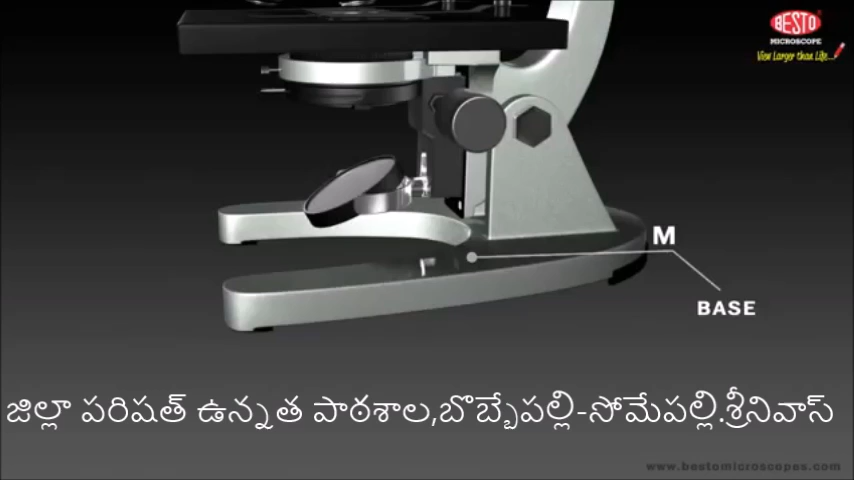 BESTO
MICROSCOPE
View Larger than Life...
M
BASE
జిల్లా పరిషత్ ఉన్నత పాఠశాల,బొబ్బేపల్లి-సోమేపల్లి.శ్రీనివాస్
www.bestomicroscopes.com